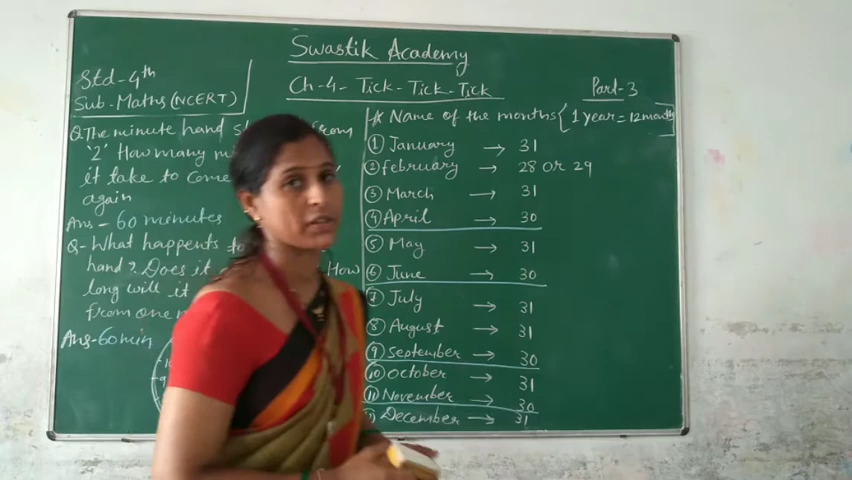 Swastik Academy
Ch-4- Tick-Tick-Tick
Part-3
Std-4th
Sub-Maths (NCERT)
Q. The minute hand s from
'2' How many m
it take to come
again
Ans- 60 minutes
Q- What happens to
hand? Does it How
long will it
from one
Ans-60 min
# Name of the months { 1 year = 12 month
1 January → 31
2 february → 28 or 29
3 March → 31
4 April → 30
5 May → 31
6 June → 30
7 July → 31
8 August → 31
9 September → 30
10 October → 31
11 November → 30
December → 31